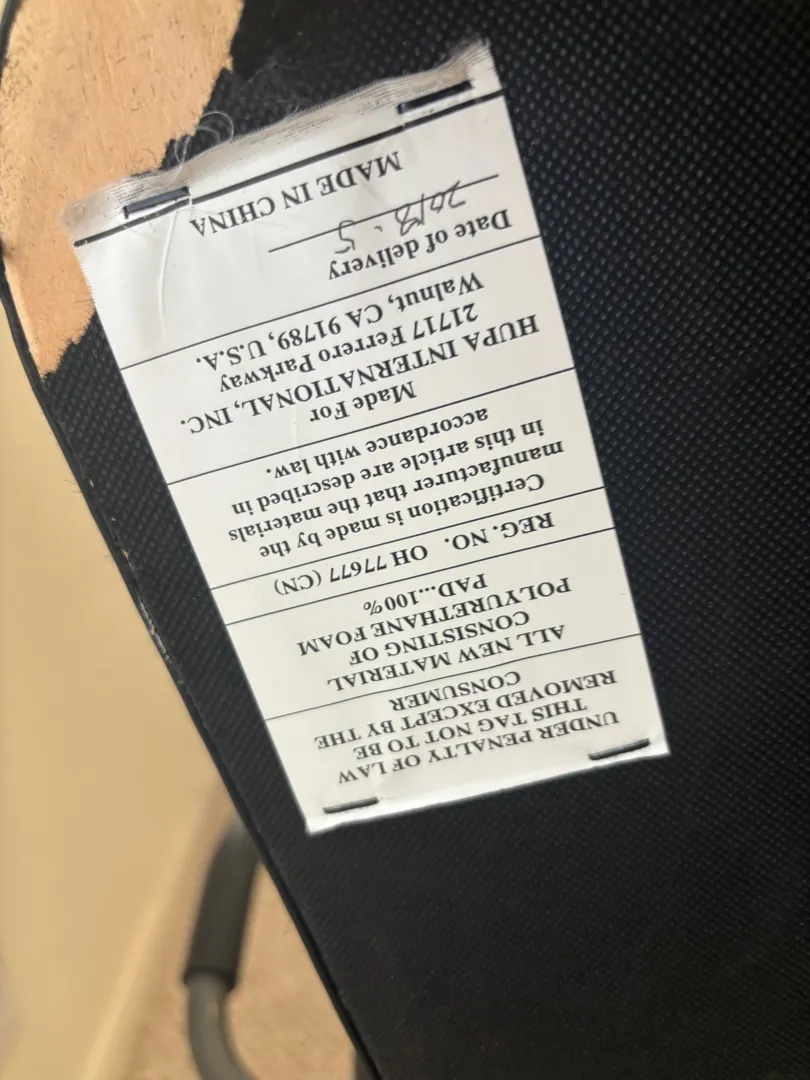 UNDER PENALTY OF LAW
THIS TAG NOT TO BE
REMOVED EXCEPT BY THE
CONSUMER
ALL NEW MATERIAL
CONSISTING OF
POLYURETHANE FOAM
PAD...100%
REG. NO. OH 77677 (CN)
Certification is made by the
manufacturer that the materials
in this article are described in
accordance with law.
Made For
HUPA INTERNATIONAL, INC.
21717 Ferrero Parkway
Walnut, CA 91789, U.S.A.
Date of delivery
2018.5
MADE IN CHINA